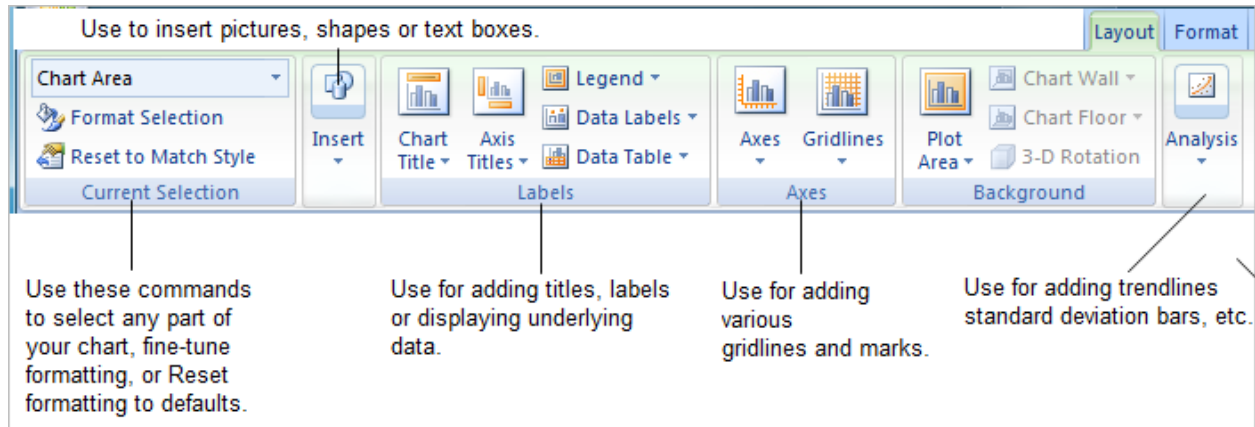 Use to insert pictures, shapes or text boxes.
Layout Format
Chart Area
Format Selection
Reset to Match Style
Current Selection
Insert
Chart Title
Axis Titles
Legend
Data Labels
Data Table
Labels
Axes
Gridlines
Axes
Plot Area
Chart Wall
Chart Floor
3-D Rotation
Background
Analysis
Use these commands
to select any part of
your chart, fine-tune
formatting, or Reset
formatting to defaults.
Use for adding titles, labels
or displaying underlying
data.
Use for adding
various
gridlines and marks.
Use for adding trendlines
standard deviation bars, etc.